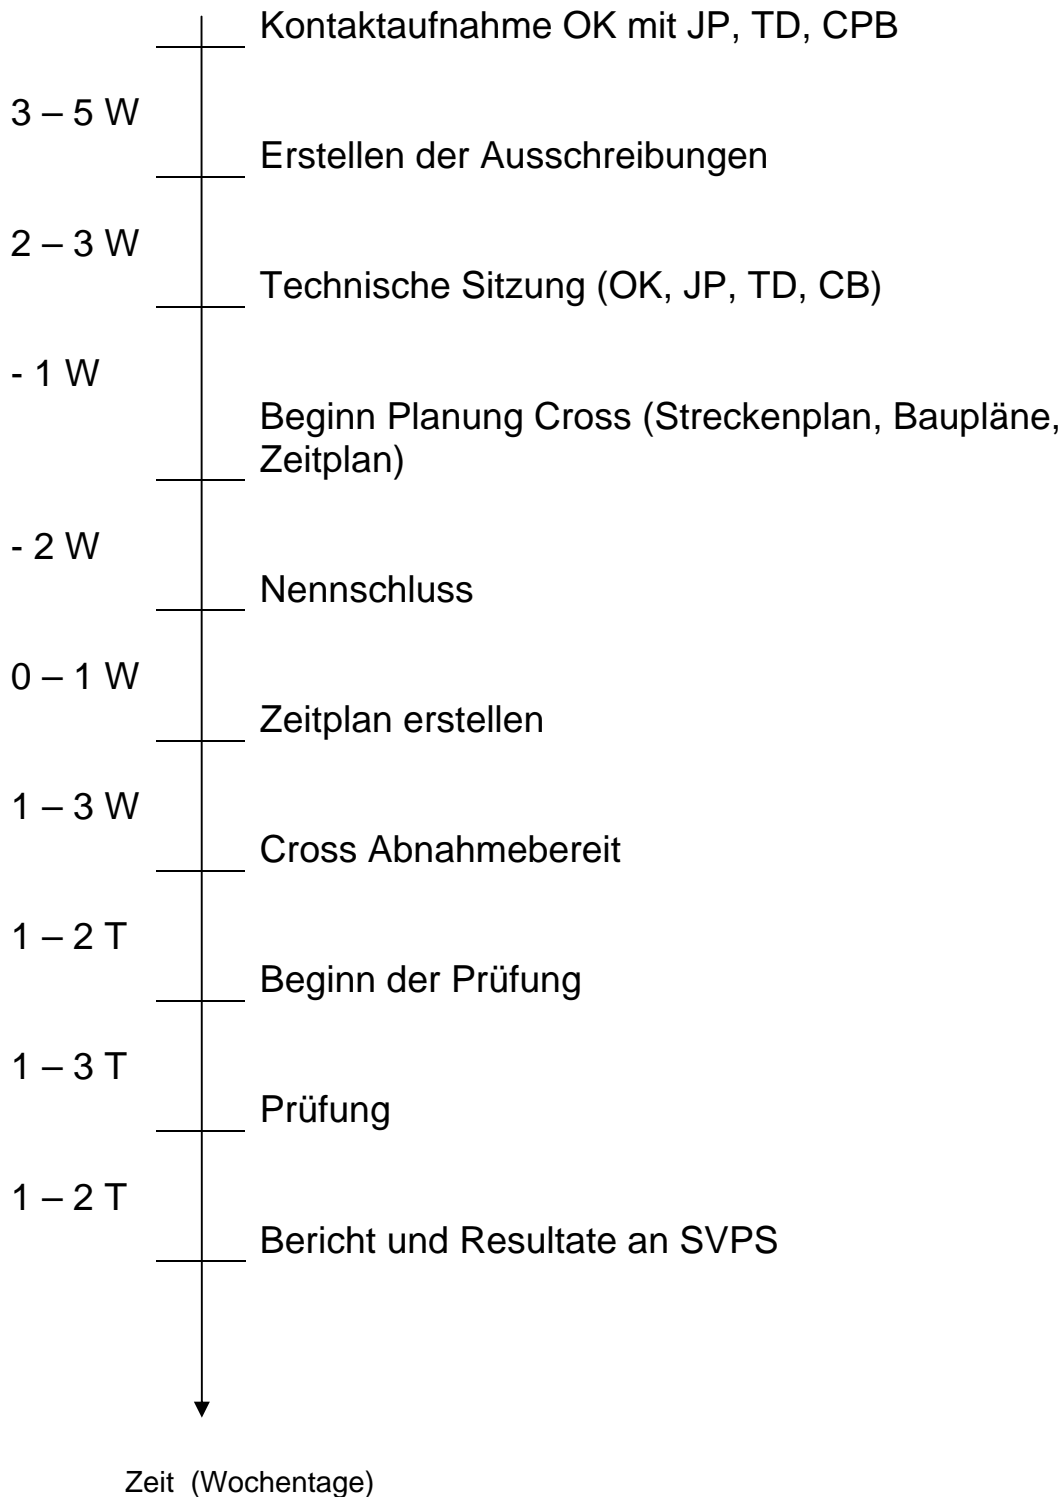 Kontaktaufnahme OK mit JP, TD, CPB
3 – 5 W
Erstellen der Ausschreibungen
2 – 3 W
Technische Sitzung (OK, JP, TD, CB)
- 1 W
Beginn Planung Cross (Streckenplan, Baupläne,
Zeitplan)
- 2 W
Nennschluss
0 – 1 W
Zeitplan erstellen
1 – 3 W
Cross Abnahmebereit
1 – 2 T
Beginn der Prüfung
1 – 3 T
Prüfung
1 – 2 T
Bericht und Resultate an SVPS
Zeit (Wochentage)